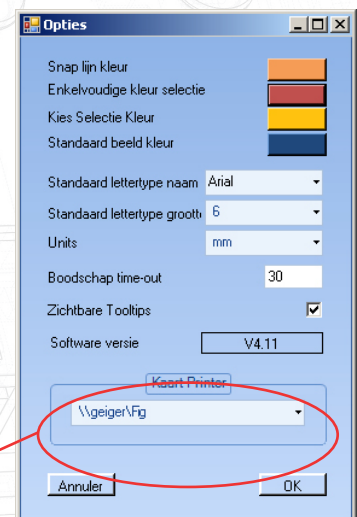 Opties
Snap lijn kleur
Enkelvoudige kleur selectie
Kies Selectie Kleur
Standaard beeld kleur
Standaard lettertype naam Arial
Standaard lettertype grootte 6
Units mm
Boodschap time-out 30
Zichtbare Tooltips
Software versie V4.11
Kaart Printer
\\geiger\Fig
Annuler OK